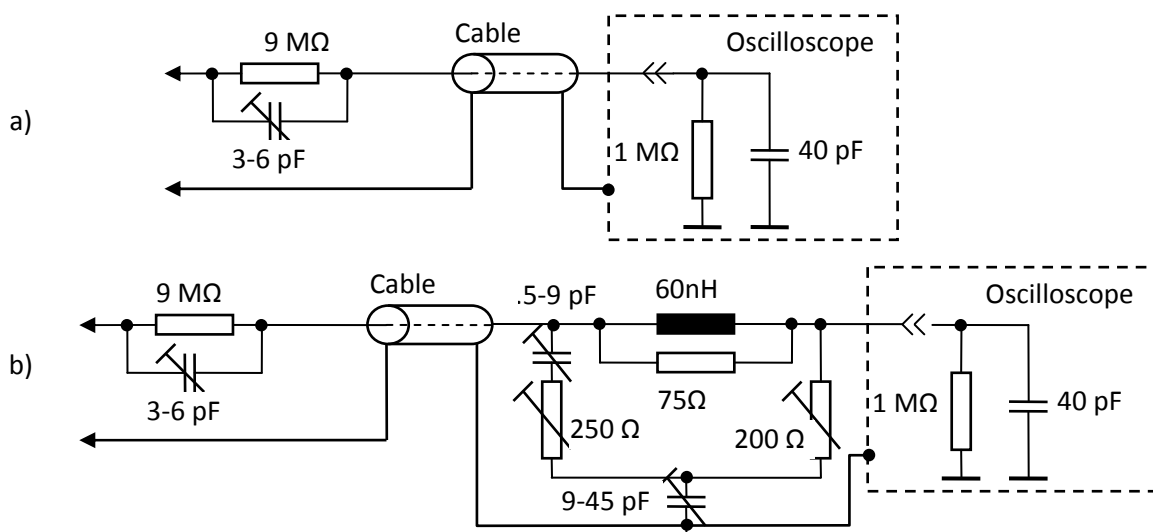 a)
9 MΩ
3-6 pF
Cable
Oscilloscope
1 MΩ
40 pF
b)
9 MΩ
3-6 pF
Cable
.5-9 pF
60nH
75Ω
250 Ω
200 Ω
9-45 pF
Oscilloscope
1 MΩ
40 pF